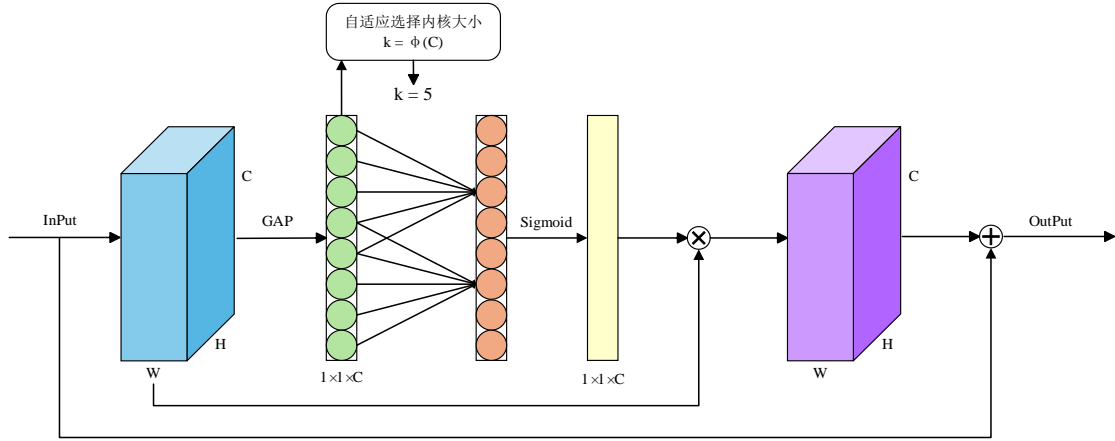 自适应选择内核大小
k = φ(C)
k = 5
InPut
C
H
W
GAP
1×1×C
Sigmoid
1×1×C
C
H
W
OutPut